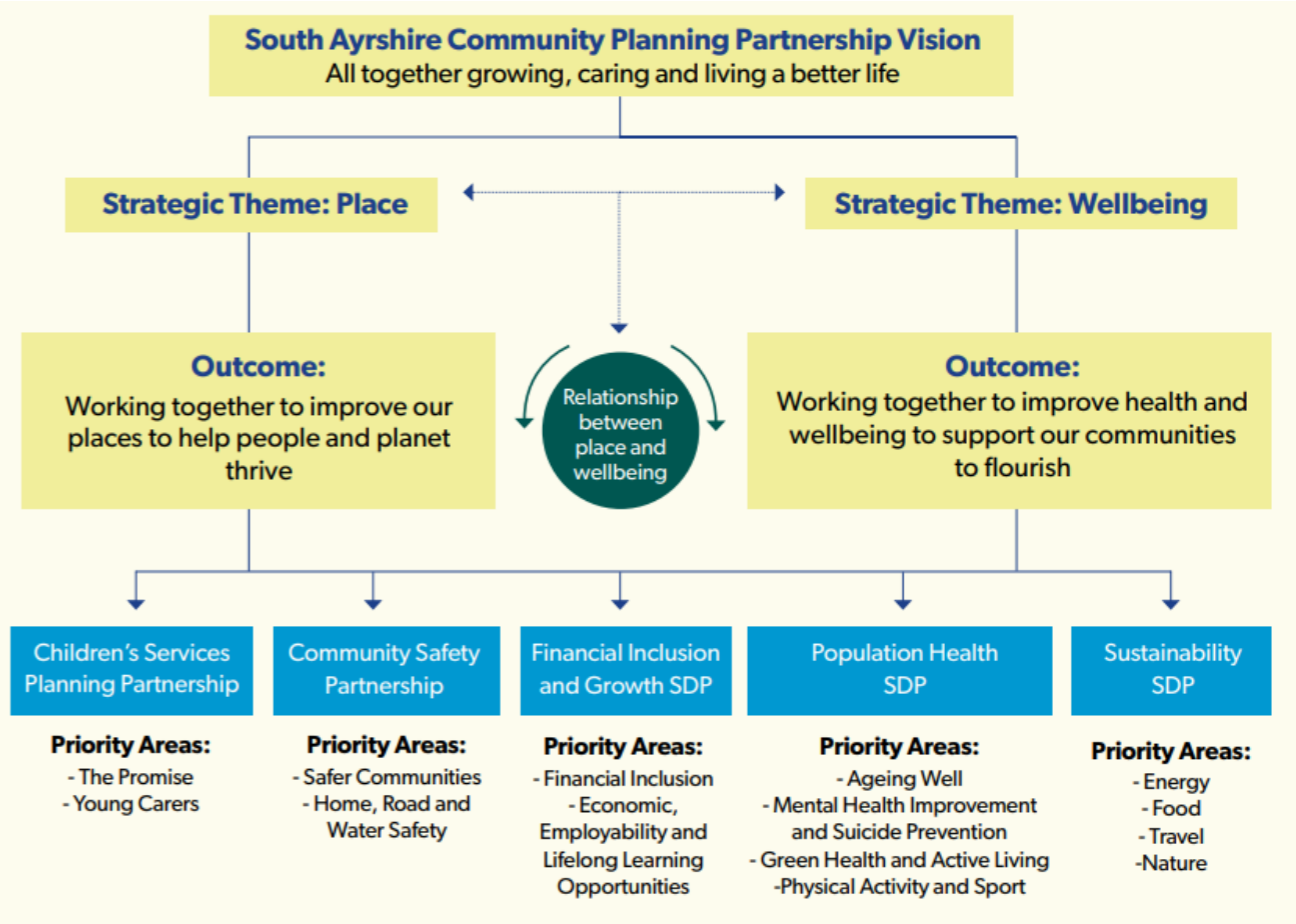 South Ayrshire Community Planning Partnership Vision
All together growing, caring and living a better life
Strategic Theme: Place
Strategic Theme: Wellbeing
Outcome:
Working together to improve our
places to help people and planet
thrive
Relationship
between
place and
wellbeing
Outcome:
Working together to improve health and
wellbeing to support our communities
to flourish
Children's Services
Planning Partnership
Priority Areas:
- The Promise
- Young Carers
Community Safety
Partnership
Priority Areas:
- Safer Communities
- Home, Road and
Water Safety
Financial Inclusion
and Growth SDP
Priority Areas:
- Financial Inclusion
- Economic,
Employability and
Lifelong Learning
Opportunities
Population Health
SDP
Priority Areas:
- Ageing Well
- Mental Health Improvement
and Suicide Prevention
- Green Health and Active Living
-Physical Activity and Sport
Sustainability
SDP
Priority Areas:
- Energy
- Food
- Travel
-Nature